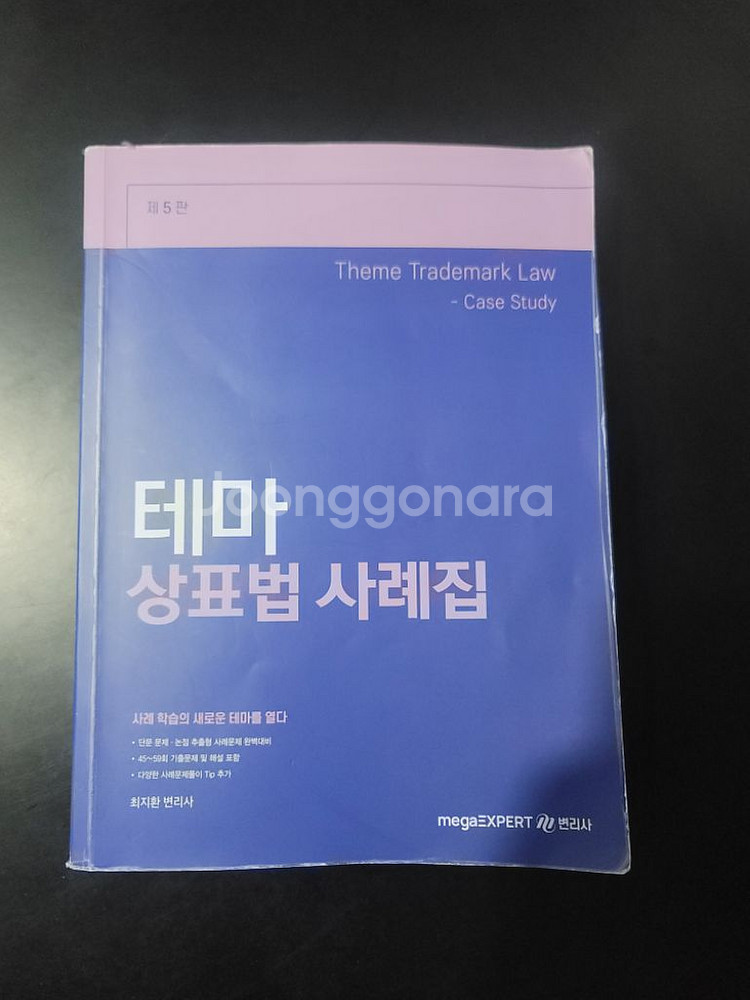 제 5 판
Theme Trademark Law
- Case Study
테마
Joonggonara
상표법 사례집
사례 학습의 새로운 테마를 열다
• 단문 문제 · 논점 추출형 사례문제 완벽대비
• 45~59회 기출문제 및 해설 포함
• 다양한 사례문제풀이 Tip 추가
최지환 변리사
megaEXPERT 변리사